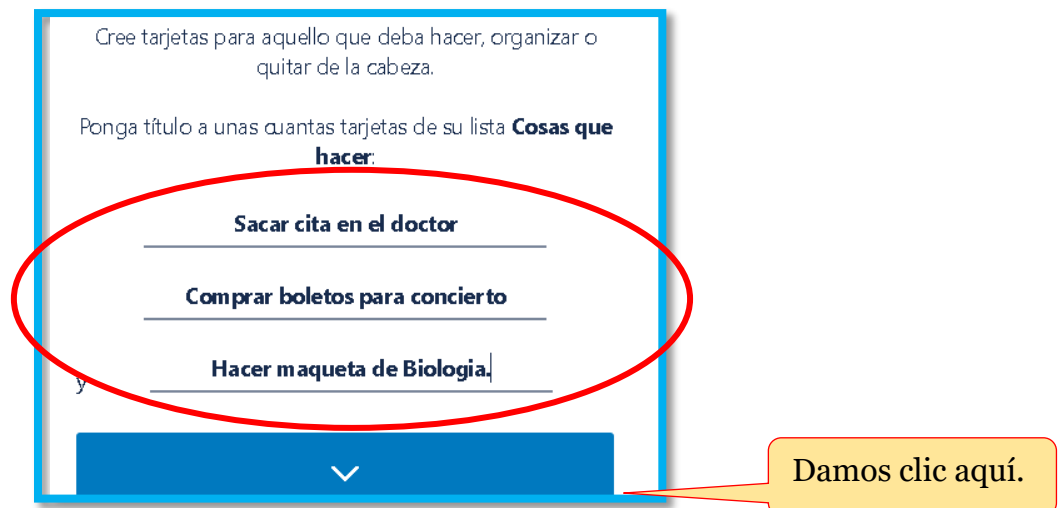 Cree tarjetas para aquello que deba hacer, organizar o
quitar de la cabeza.
Ponga título a unas cuantas tarjetas de su lista Cosas que
hacer:
Sacar cita en el doctor
Comprar boletos para concierto
y Hacer maqueta de Biologia.
Damos clic aquí.